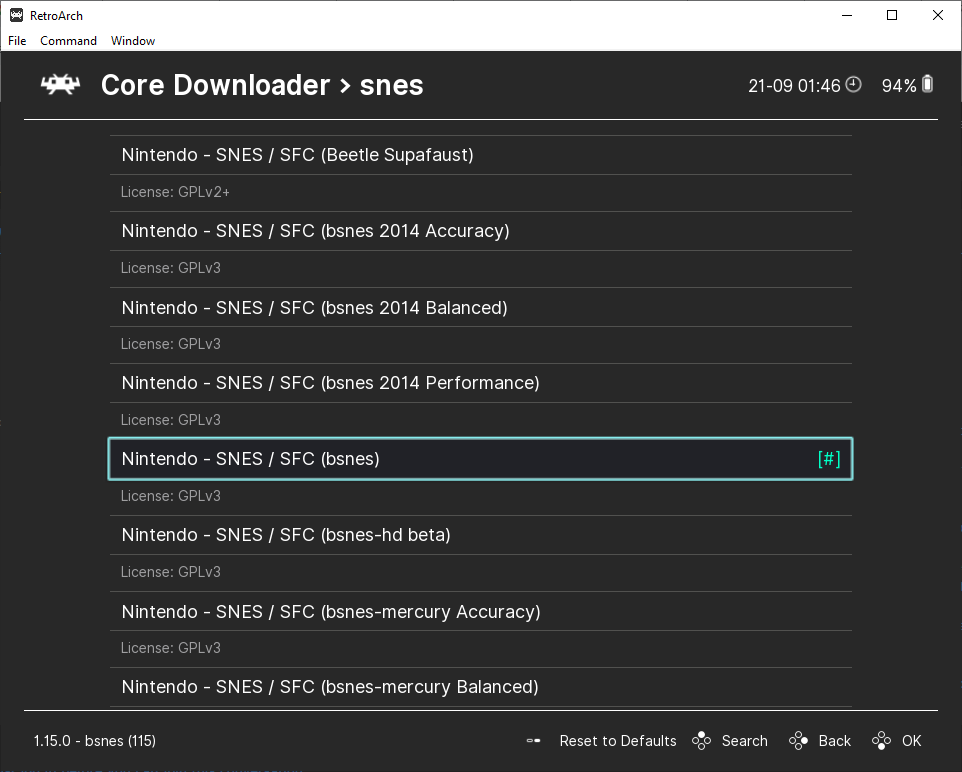 RetroArch
File Command Window
Core Downloader > snes 21-09 01:46 94%
Nintendo - SNES / SFC (Beetle Supafaust)
License: GPLv2+
Nintendo - SNES / SFC (bsnes 2014 Accuracy)
License: GPLv3
Nintendo - SNES / SFC (bsnes 2014 Balanced)
License: GPLv3
Nintendo - SNES / SFC (bsnes 2014 Performance)
License: GPLv3
Nintendo - SNES / SFC (bsnes) [#]
License: GPLv3
Nintendo - SNES / SFC (bsnes-hd beta)
License: GPLv3
Nintendo - SNES / SFC (bsnes-mercury Accuracy)
License: GPLv3
Nintendo - SNES / SFC (bsnes-mercury Balanced)
1.15.0 - bsnes (115) Reset to Defaults Search Back OK